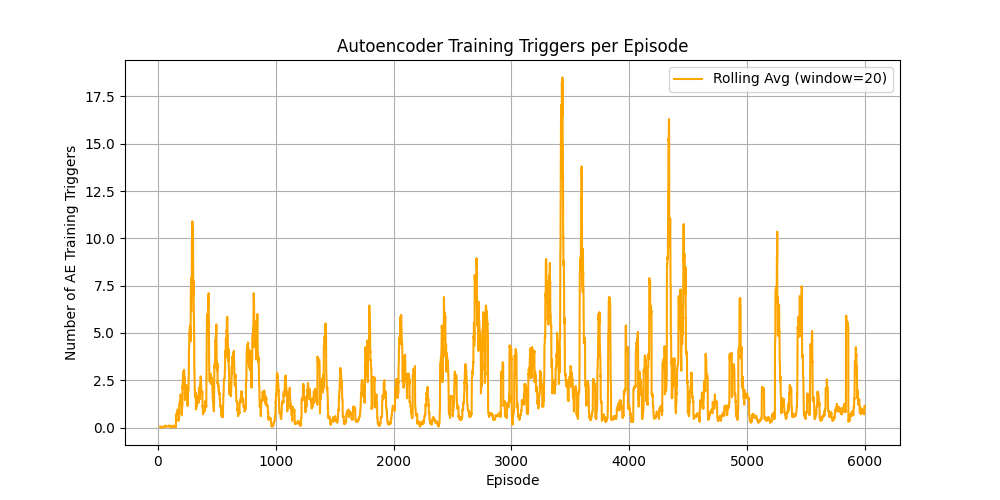 Autoencoder Training Triggers per Episode
Rolling Avg (window=20)
Number of AE Training Triggers
17.5
15.0
12.5
10.0
7.5
5.0
2.5
0.0
0 1000 2000 3000 4000 5000 6000
Episode